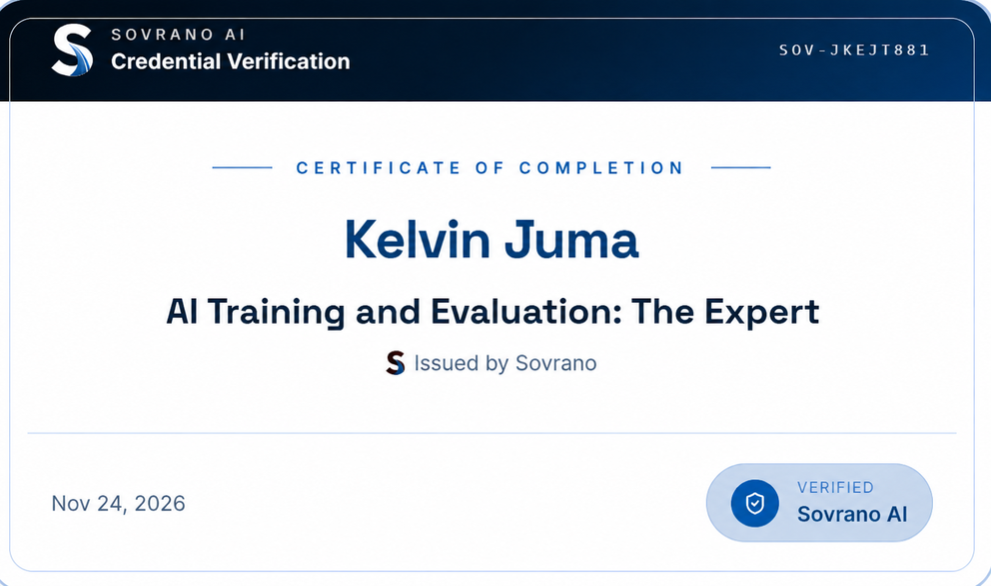 SOVRANO AI
Credential Verification
SOV-JKEJT881
CERTIFICATE OF COMPLETION
Kelvin Juma
AI Training and Evaluation: The Expert
Issued by Sovrano
Nov 24, 2026
VERIFIED
Sovrano AI